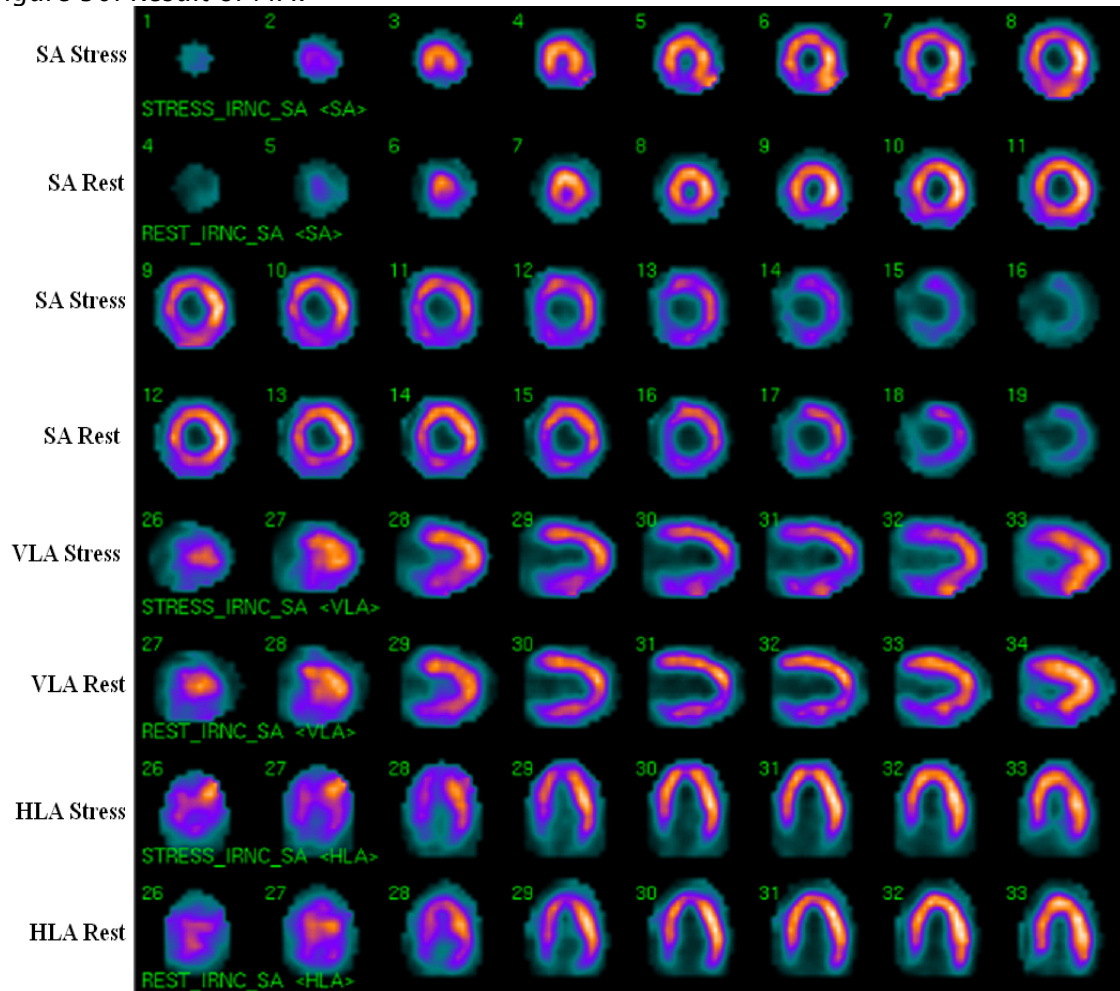 SA Stress
1 2 3 4 5 6 7 8
STRESS_IRNC_SA <SA>
SA Rest
4 5 6 7 8 9 10 11
REST_IRNC_SA <SA>
SA Stress
9 10 11 12 13 14 15 16
SA Rest
12 13 14 15 16 17 18 19
VLA Stress
26 27 28 29 30 31 32 33
STRESS_IRNC_SA <VLA>
VLA Rest
27 28 29 30 31 32 33 34
REST_IRNC_SA <VLA>
HLA Stress
26 27 28 29 30 31 32 33
STRESS_IRNC_SA <HLA>
HLA Rest
26 27 28 29 30 31 32 33
REST_IRNC_SA <HLA>